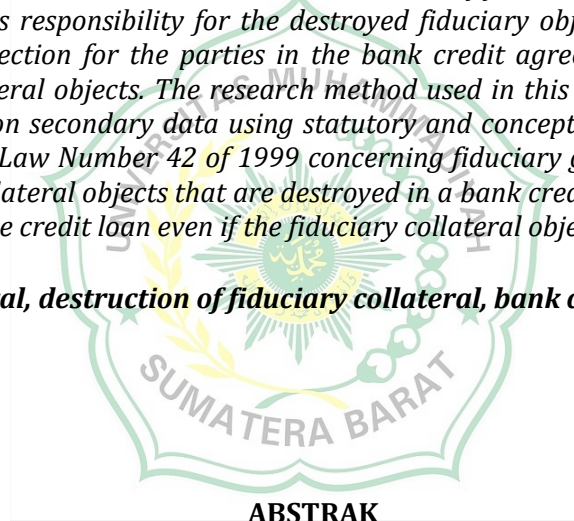 s responsibility for the destroyed fiduciary obj
ection for the parties in the bank credit agree
eral objects. The research method used in this
on secondary data using statutory and concept
Law Number 42 of 1999 concerning fiduciary g
lateral objects that are destroyed in a bank cred
e credit loan even if the fiduciary collateral obje
al, destruction of fiduciary collateral, bank c
UNIVERSITAS MUHAMMADIYAH
SUMATERA BARAT
ABSTRAK